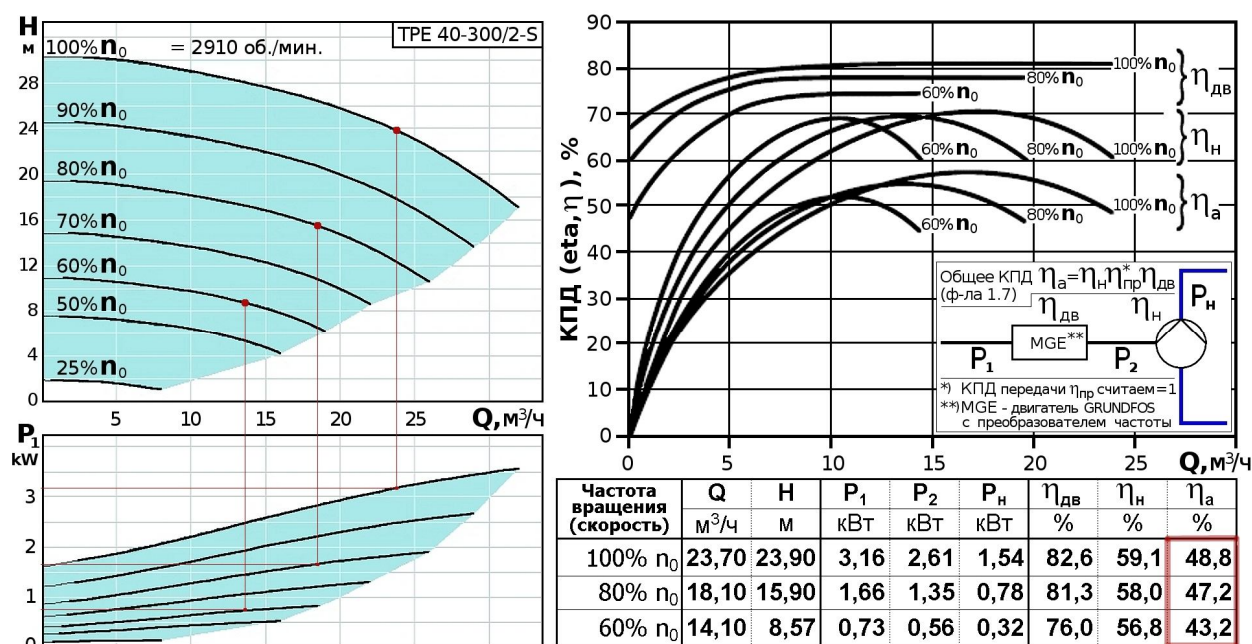 H
м
TPE 40-300/2-S
100% n₀ = 2910 об./мин.
90% n₀
80% n₀
70% n₀
60% n₀
50% n₀
25% n₀
28
24
20
16
12
8
4
0
5 10 15 20 25 Q, м³/ч
P₁
kW
3
2
1
0
КПД (eta, η), %
90
80
70
60
50
40
30
20
10
0
0 5 10 15 20 25 Q, м³/ч
100% n₀ } η дв
80% n₀
60% n₀
60% n₀ 80% n₀ 100% n₀ } η н
60% n₀ 80% n₀ 100% n₀ } η а
Общее КПД ηа=ηнη*прηдв
(ф-ла 1.7)
ηдв ηн Pн
MGE**
P₁ P₂
*) КПД передачи ηпр считаем=1
**)MGE - двигатель GRUNDFOS
с преобразователем частоты
Частота вращения (скорость) Q H P₁ P₂ Pн ηдв ηн ηа
м³/ч м кВт кВт кВт % % %
100% n₀ 23,70 23,90 3,16 2,61 1,54 82,6 59,1 48,8
80% n₀ 18,10 15,90 1,66 1,35 0,78 81,3 58,0 47,2
60% n₀ 14,10 8,57 0,73 0,56 0,32 76,0 56,8 43,2